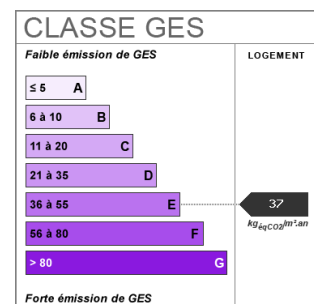 CLASSE GES
Faible émission de GES
LOGEMENT
≤ 5 A
6 à 10 B
11 à 20 C
21 à 35 D
36 à 55 E
37
kgéqCO2/m².an
56 à 80 F
> 80 G
Forte émission de GES